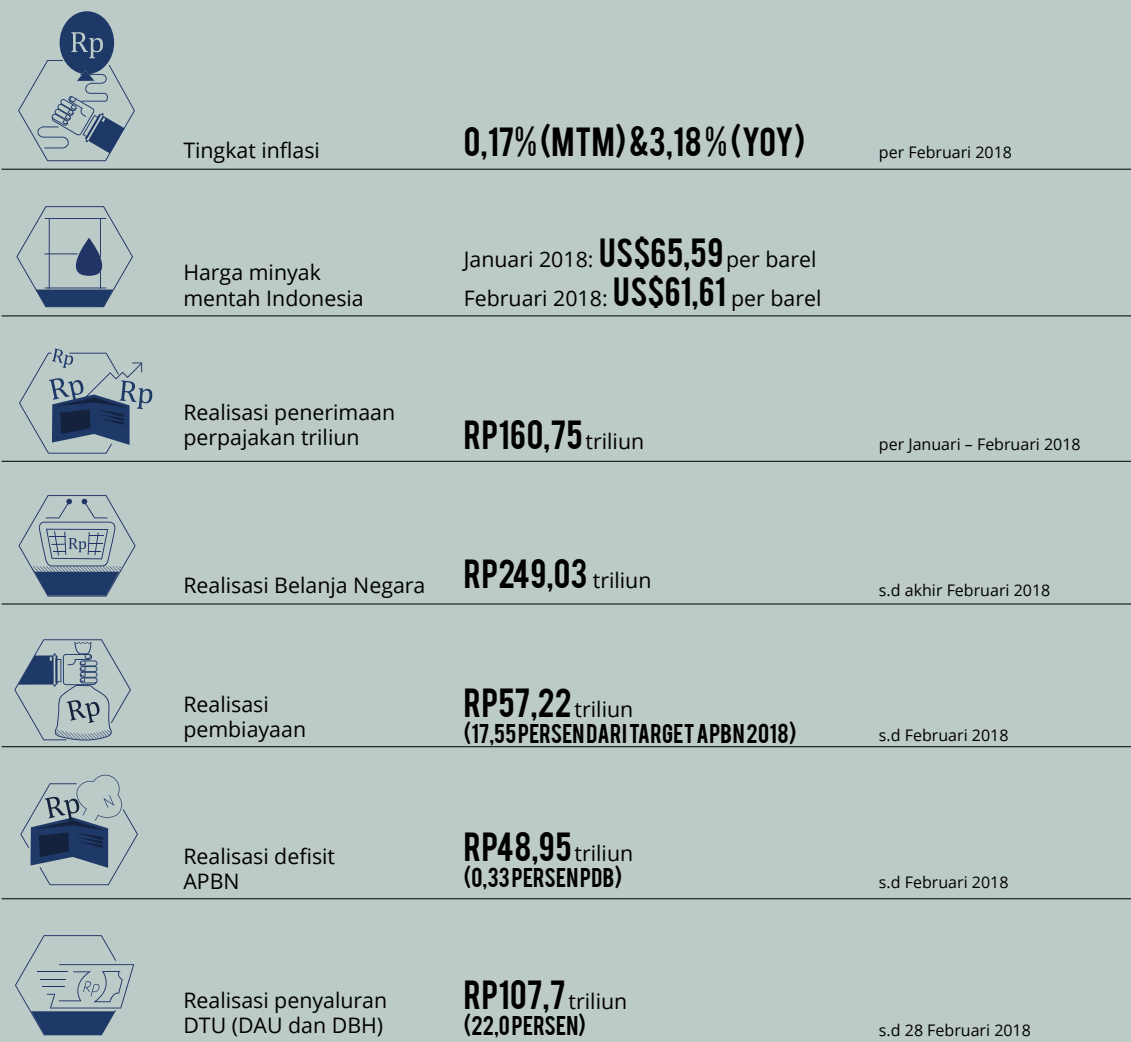 Rp
Tingkat inflasi
0,17% (MTM) & 3,18 % (YOY)
per Februari 2018
Harga minyak
mentah Indonesia
Januari 2018: US$65,59 per barel
Februari 2018: US$61,61 per barel
Rp
Rp
Rp
Realisasi penerimaan
perpajakan triliun
RP160,75 triliun
per Januari – Februari 2018
Rp
Realisasi Belanja Negara
RP249,03 triliun
s.d akhir Februari 2018
Rp
Realisasi
pembiayaan
RP57,22 triliun
(17,55 PERSEN DARI TARGET APBN 2018)
s.d Februari 2018
Rp
N
Realisasi defisit
APBN
RP48,95 triliun
(0,33 PERSEN PDB)
s.d Februari 2018
Rp
Realisasi penyaluran
DTU (DAU dan DBH)
RP107,7 triliun
(22,0 PERSEN)
s.d 28 Februari 2018